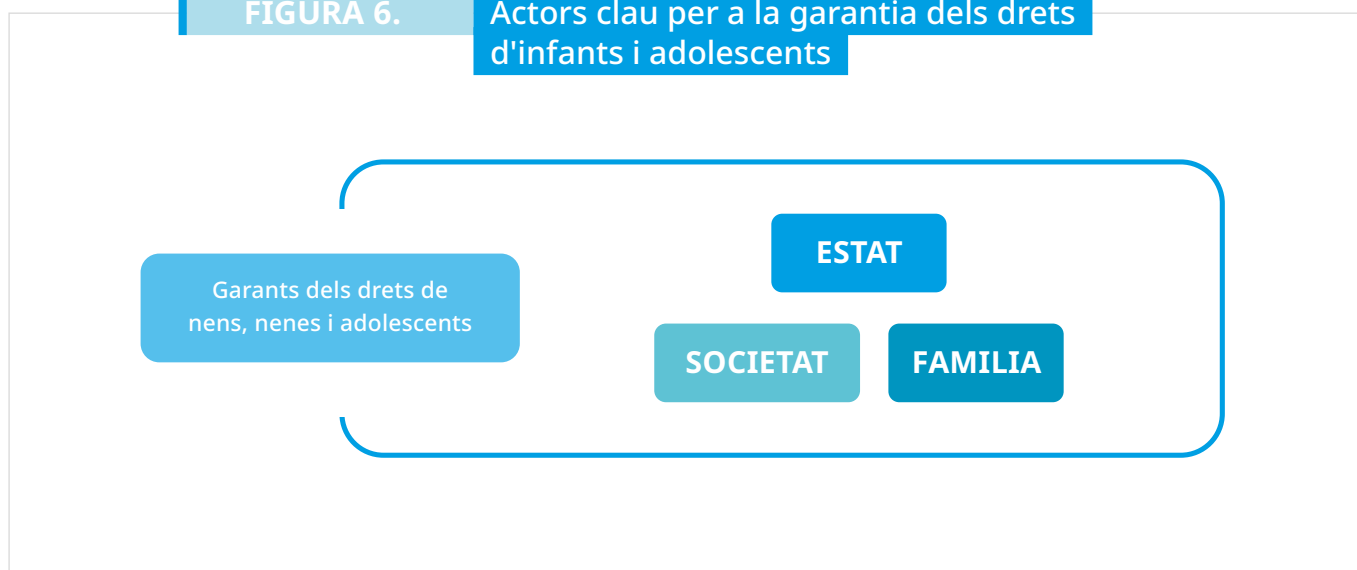 FIGURA 6.
Actors clau per a la garantia dels drets
d'infants i adolescents
Garants dels drets de
nens, nenes i adolescents
ESTAT
SOCIETAT
FAMILIA